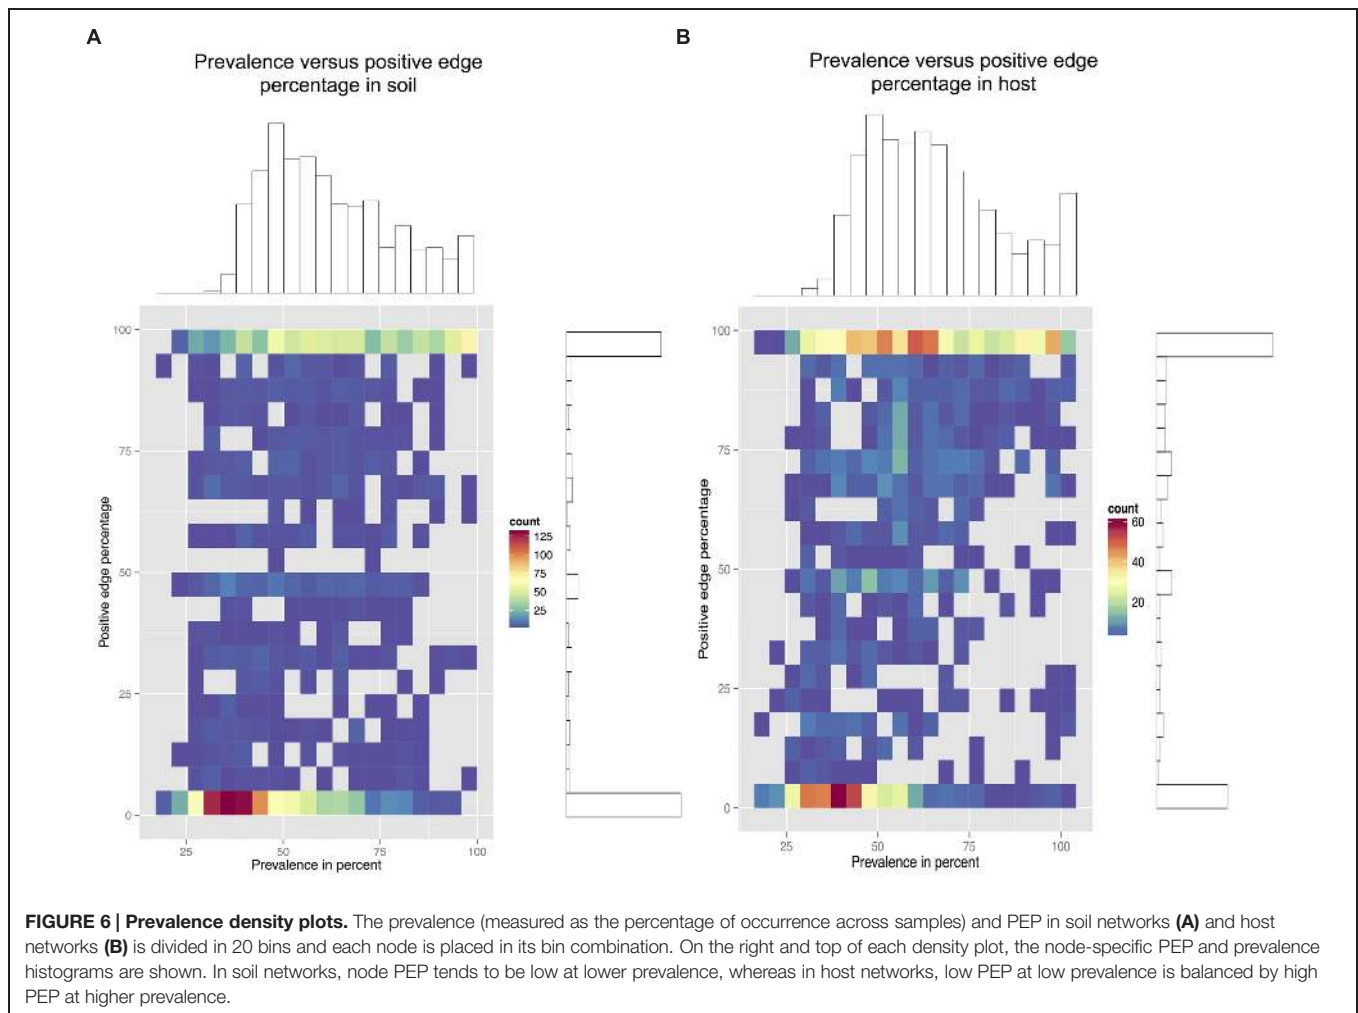 A
Prevalence versus positive edge
percentage in soil
100
75
50
25
0
Positive edge percentage
25
50
75
100
Prevalence in percent
count
125
100
75
50
25
B
Prevalence versus positive edge
percentage in host
100
75
50
25
0
Positive edge percentage
25
50
75
100
Prevalence in percent
count
60
40
20
FIGURE 6 | Prevalence density plots. The prevalence (measured as the percentage of occurrence across samples) and PEP in soil networks (A) and host
networks (B) is divided in 20 bins and each node is placed in its bin combination. On the right and top of each density plot, the node-specific PEP and prevalence
histograms are shown. In soil networks, node PEP tends to be low at lower prevalence, whereas in host networks, low PEP at low prevalence is balanced by high
PEP at higher prevalence.